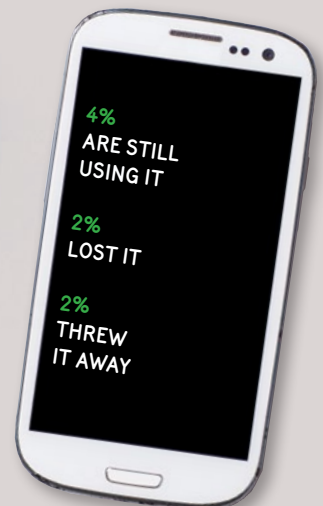 4%
ARE STILL
USING IT
2%
LOST IT
2%
THREW
IT AWAY